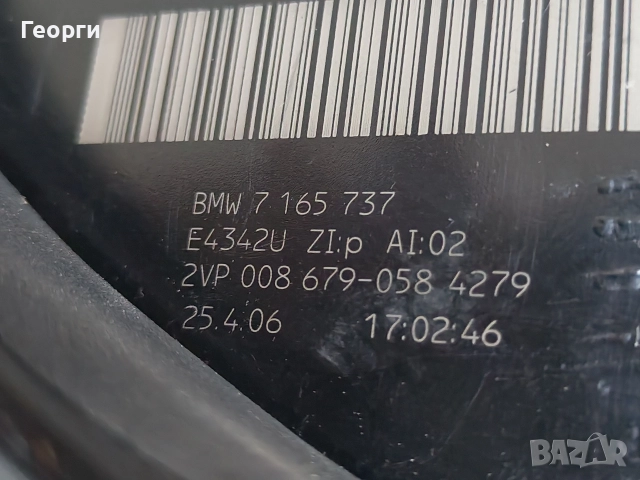 Георги
BMW 7 165 737
E4342U ZI:p AI:02
2VP 008 679-058 4279
25.4.06 17:02:46
BAZAR